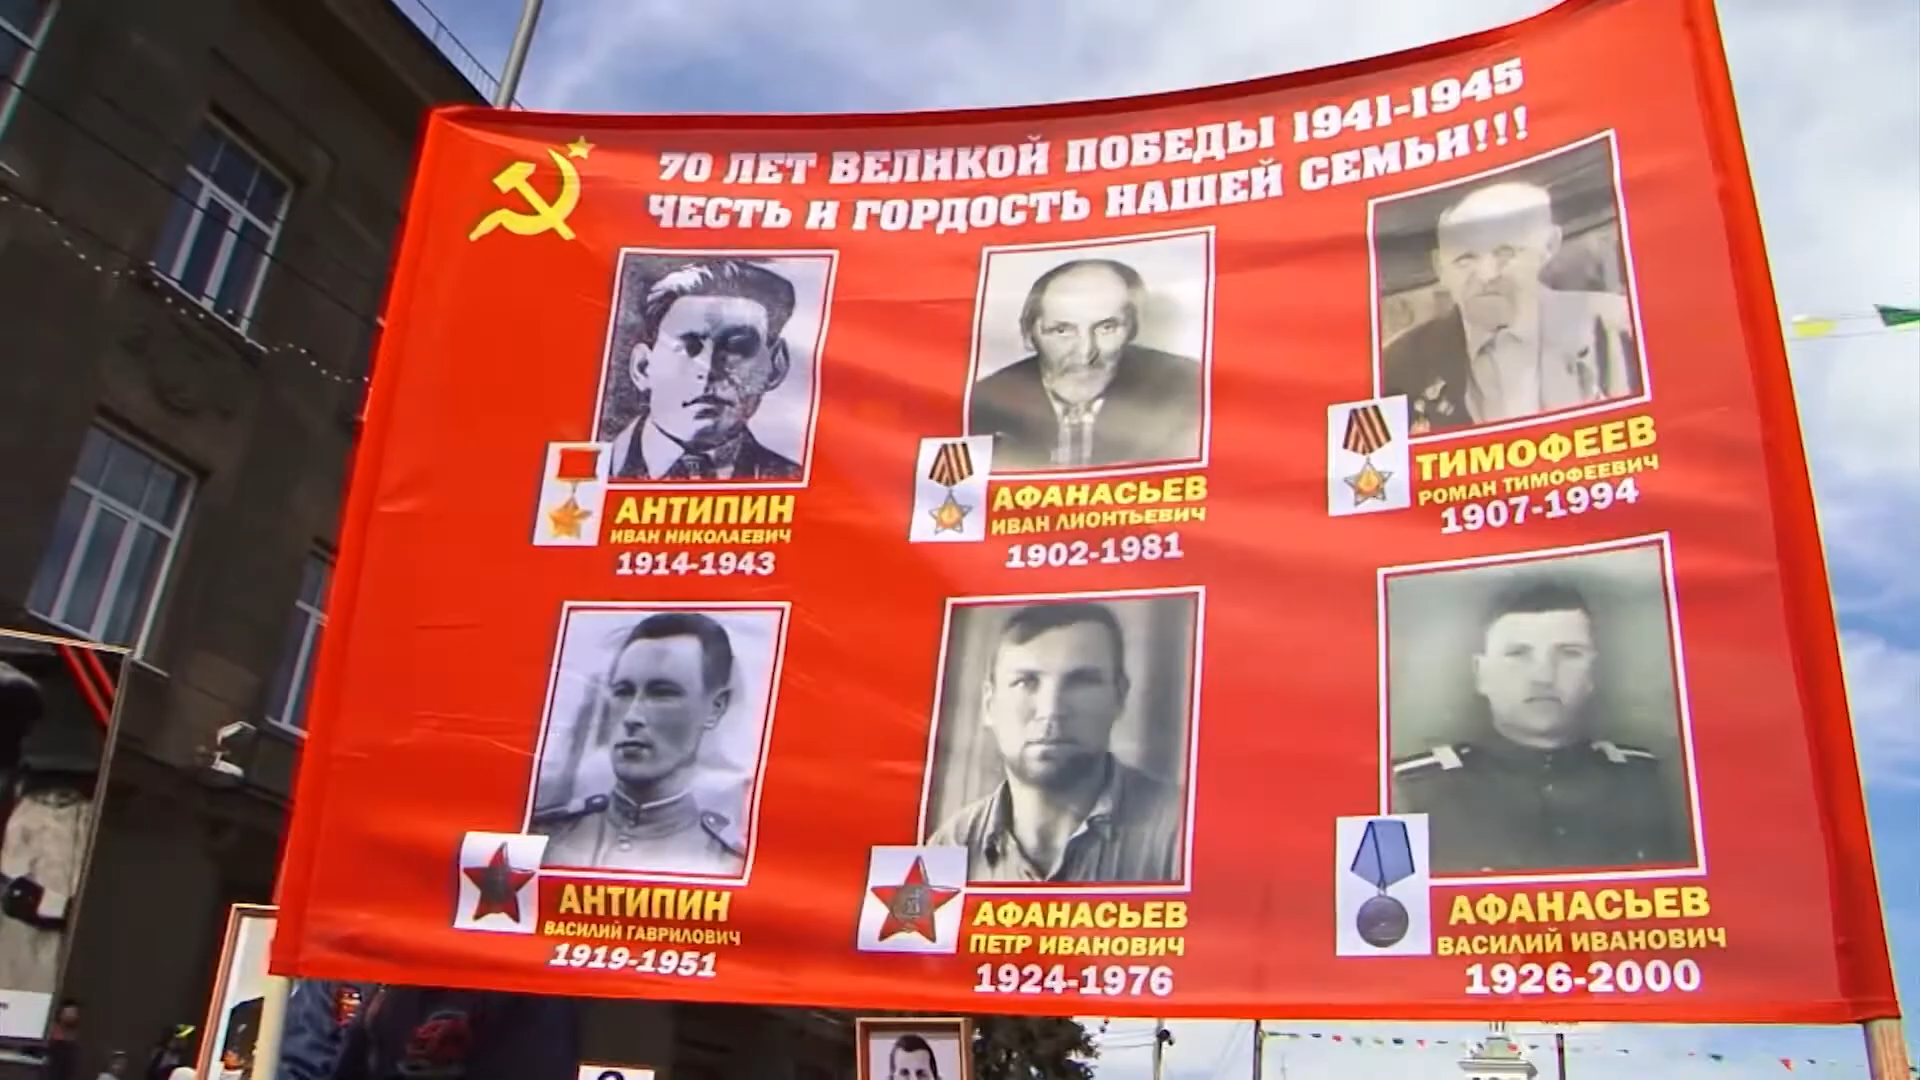 70 ЛЕТ ВЕЛИКОЙ ПОБЕДЫ 1941-1945
ЧЕСТЬ И ГОРДОСТЬ НАШЕЙ СЕМЬИ!!!
АНТИПИН
ИВАН НИКОЛАЕВИЧ
1914-1943
АФАНАСЬЕВ
ИВАН ЛИОНТЬЕВИЧ
1902-1981
ТИМОФЕЕВ
РОМАН ТИМОФЕЕВИЧ
1907-1994
АНТИПИН
ВАСИЛИЙ ГАВРИЛОВИЧ
1919-1951
АФАНАСЬЕВ
ПЕТР ИВАНОВИЧ
1924-1976
АФАНАСЬЕВ
ВАСИЛИЙ ИВАНОВИЧ
1926-2000